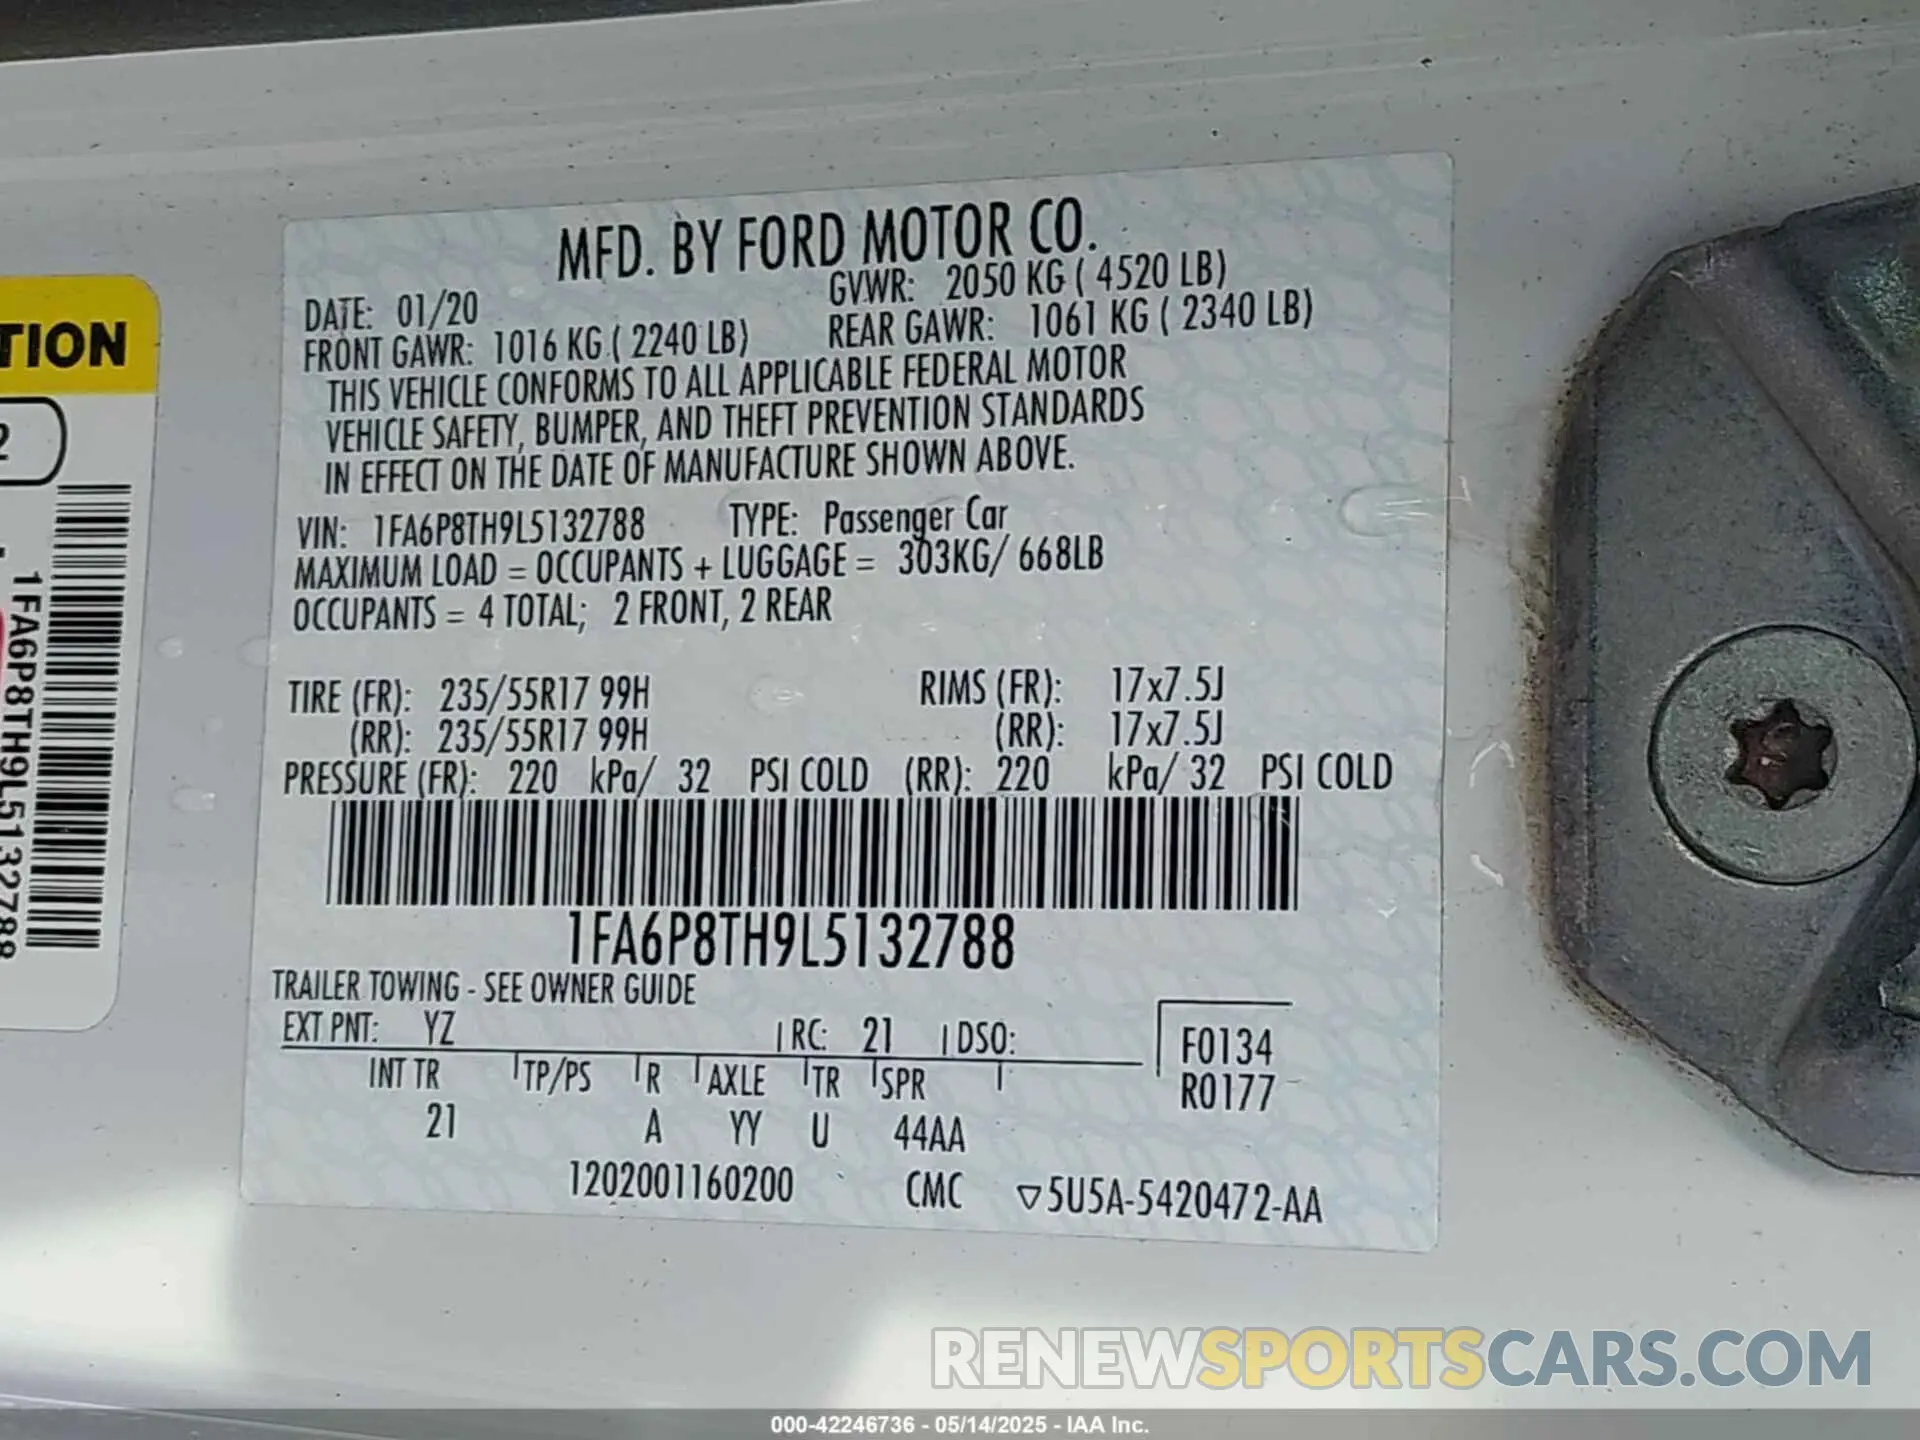 MFD. BY FORD MOTOR CO.
DATE: 01/20 GVWR: 2050 KG ( 4520 LB)
FRONT GAWR: 1016 KG ( 2240 LB) REAR GAWR: 1061 KG ( 2340 LB)
THIS VEHICLE CONFORMS TO ALL APPLICABLE FEDERAL MOTOR
VEHICLE SAFETY, BUMPER, AND THEFT PREVENTION STANDARDS
IN EFFECT ON THE DATE OF MANUFACTURE SHOWN ABOVE.
VIN: 1FA6P8TH9L5132788 TYPE: Passenger Car
MAXIMUM LOAD = OCCUPANTS + LUGGAGE = 303KG/ 668LB
OCCUPANTS = 4 TOTAL; 2 FRONT, 2 REAR
TIRE (FR): 235/55R17 99H RIMS (FR): 17x7.5J
(RR): 235/55R17 99H (RR): 17x7.5J
PRESSURE (FR): 220 kPa/ 32 PSI COLD (RR): 220 kPa/ 32 PSI COLD
1FA6P8TH9L5132788
TRAILER TOWING - SEE OWNER GUIDE
EXT PNT: YZ RC: 21 DSO: F0134
INT TR TP/PS R AXLE TR SPR R0177
21 A YY U 44AA
1202001160200 CMC 5U5A-5420472-AA
TION
2
1FA6P8TH9L5132788
RENEWSPORTSCARS.COM
000-42246736 - 05/14/2025 - IAA Inc.